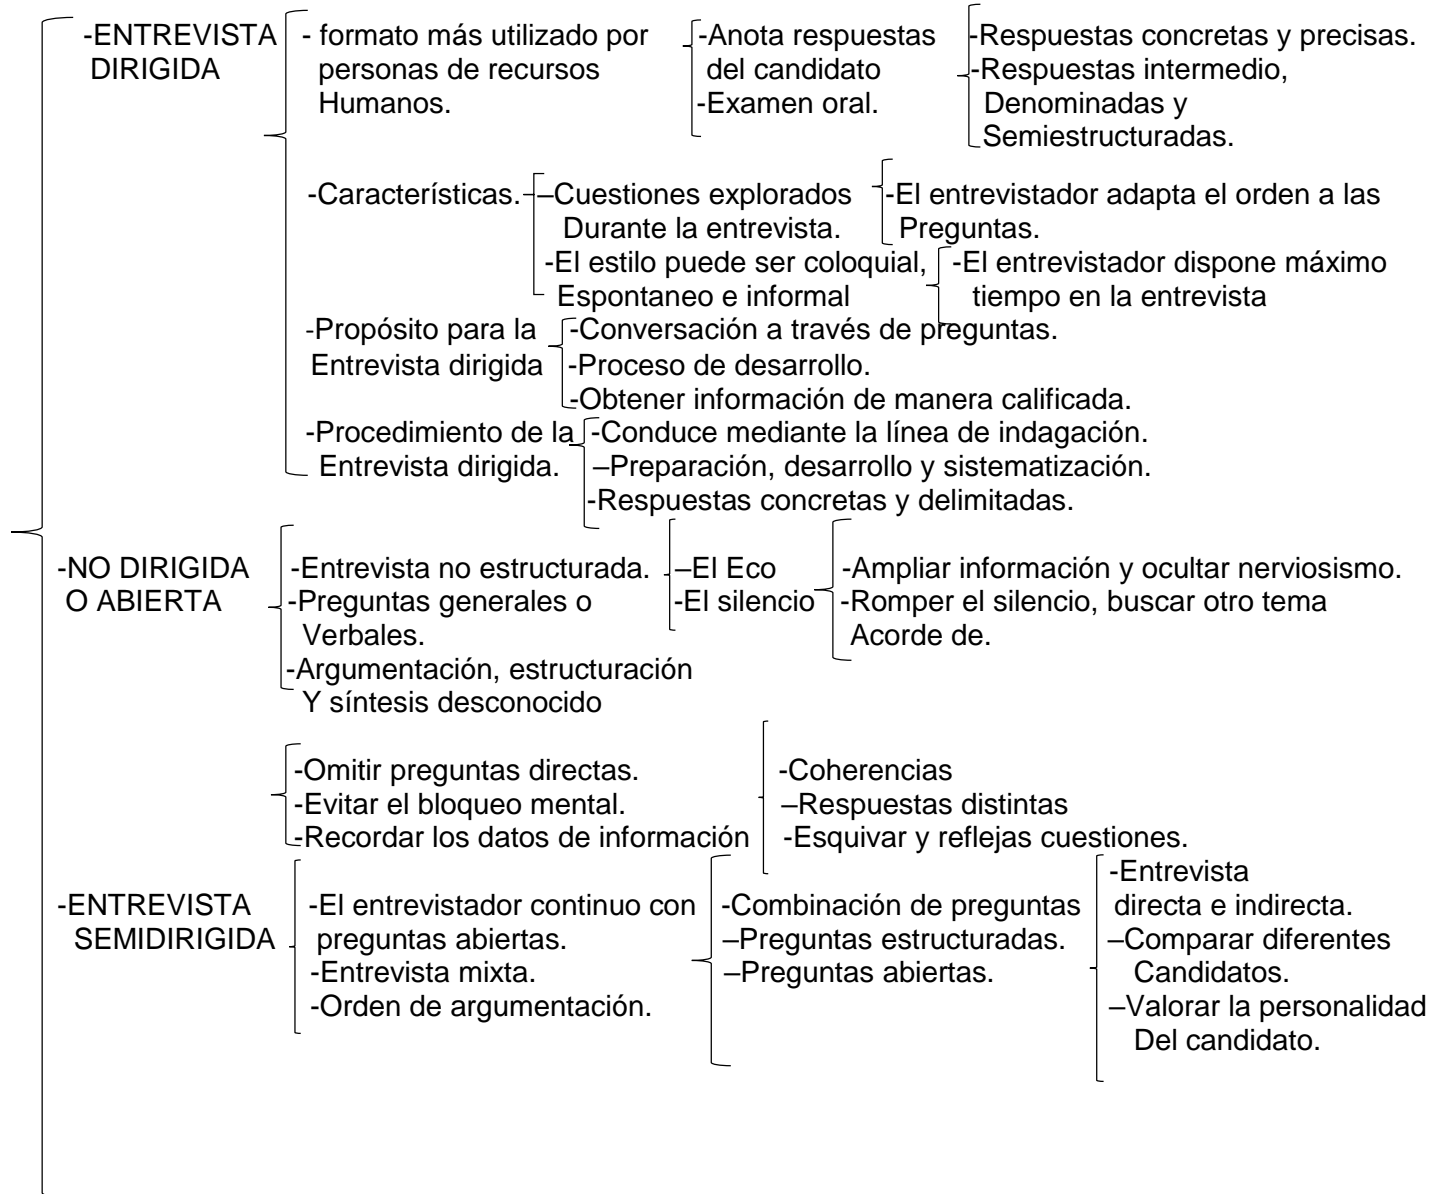 -ENTREVISTA
DIRIGIDA
- formato más utilizado por
personas de recursos
Humanos.
-Anota respuestas
del candidato
-Examen oral.
-Respuestas concretas y precisas.
-Respuestas intermedio,
Denominadas y
Semiestructuradas.
-Características.
–Cuestiones explorados
Durante la entrevista.
-El entrevistador adapta el orden a las
Preguntas.
-El estilo puede ser coloquial,
Espontaneo e informal
-El entrevistador dispone máximo
tiempo en la entrevista
-Propósito para la
Entrevista dirigida
-Conversación a través de preguntas.
-Proceso de desarrollo.
-Obtener información de manera calificada.
-Procedimiento de la
Entrevista dirigida.
-Conduce mediante la línea de indagación.
–Preparación, desarrollo y sistematización.
-Respuestas concretas y delimitadas.
-NO DIRIGIDA
O ABIERTA
-Entrevista no estructurada.
-Preguntas generales o
Verbales.
-Argumentación, estructuración
Y síntesis desconocido
–El Eco
-El silencio
-Ampliar información y ocultar nerviosismo.
-Romper el silencio, buscar otro tema
Acorde de.
-Omitir preguntas directas.
-Evitar el bloqueo mental.
-Recordar los datos de información
-Coherencias
–Respuestas distintas
-Esquivar y reflejas cuestiones.
-ENTREVISTA
SEMIDIRIGIDA
-El entrevistador continuo con
preguntas abiertas.
-Entrevista mixta.
-Orden de argumentación.
-Combinación de preguntas
–Preguntas estructuradas.
–Preguntas abiertas.
-Entrevista
directa e indirecta.
–Comparar diferentes
Candidatos.
–Valorar la personalidad
Del candidato.